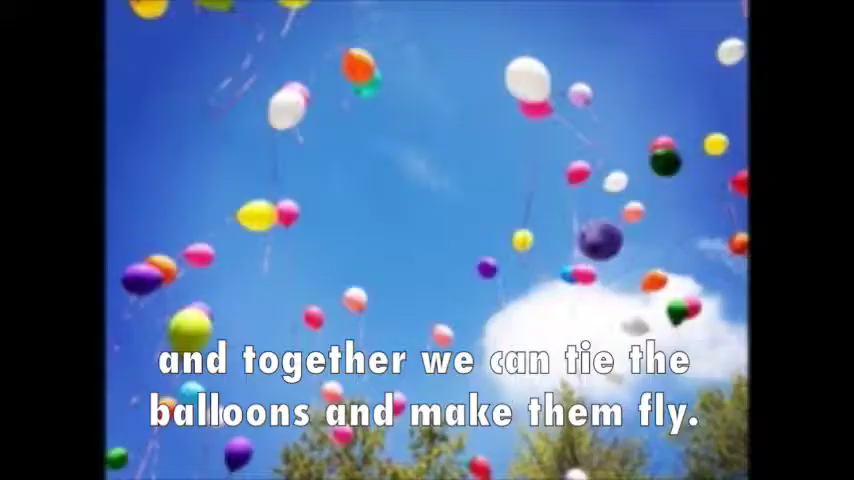 and together we can tie the
balloons and make them fly.